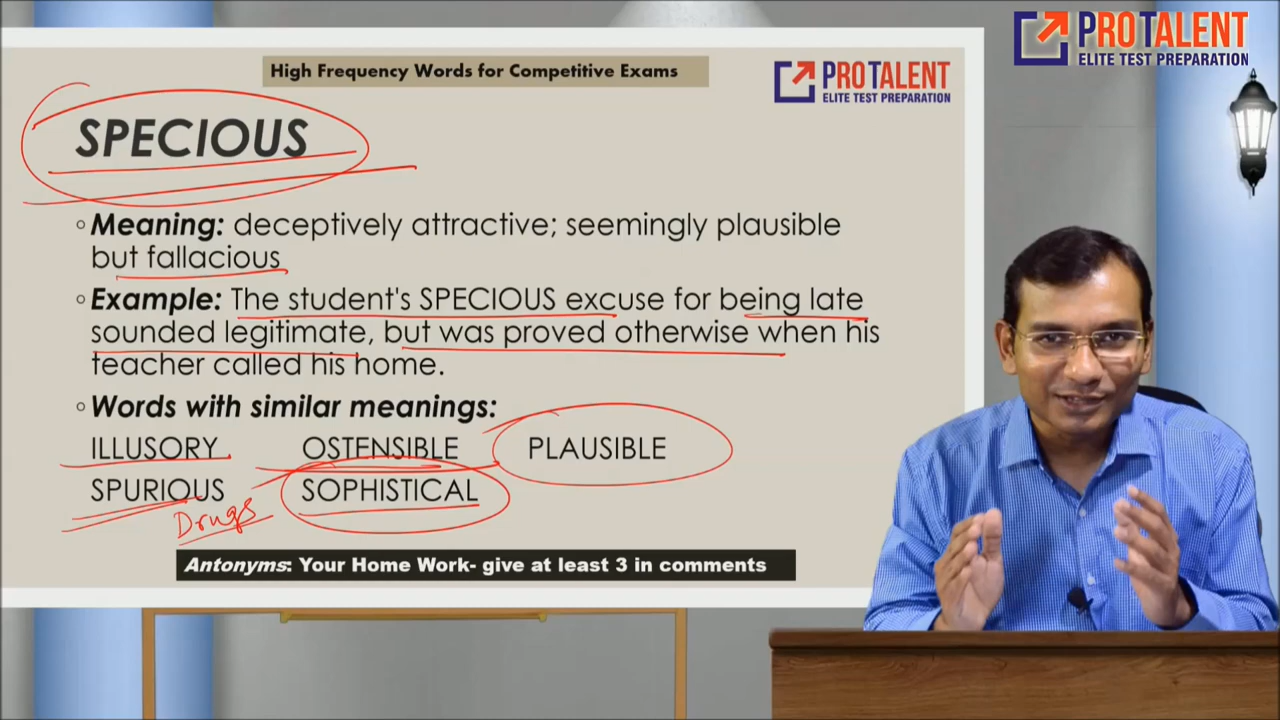 PROTALENT
ELITE TEST PREPARATION
High Frequency Words for Competitive Exams
PROTALENT
ELITE TEST PREPARATION
SPECIOUS
Meaning: deceptively attractive; seemingly plausible
but fallacious
Example: The student's SPECIOUS excuse for being late
sounded legitimate, but was proved otherwise when his
teacher called his home.
Words with similar meanings:
ILLUSORY OSTENSIBLE PLAUSIBLE
SPURIOUS SOPHISTICAL
Drugs
Antonyms: Your Home Work- give at least 3 in comments